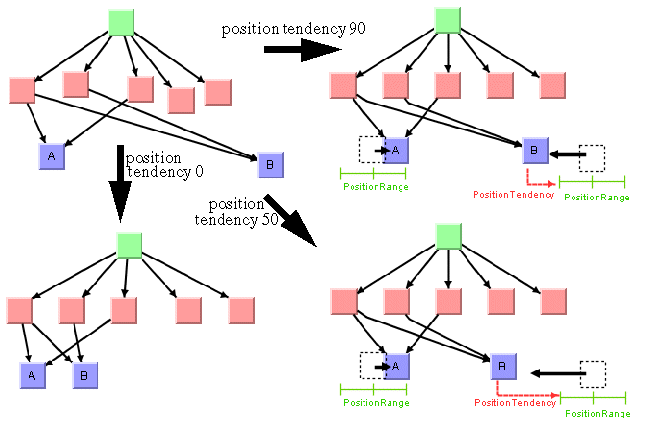 position tendency 90
A
B
position
tendency 0
position
tendency 50
A
B
PositionRange
PositionTendency
PositionRange
A
B
A
B
PositionRange
PositionTendency
PositionRange